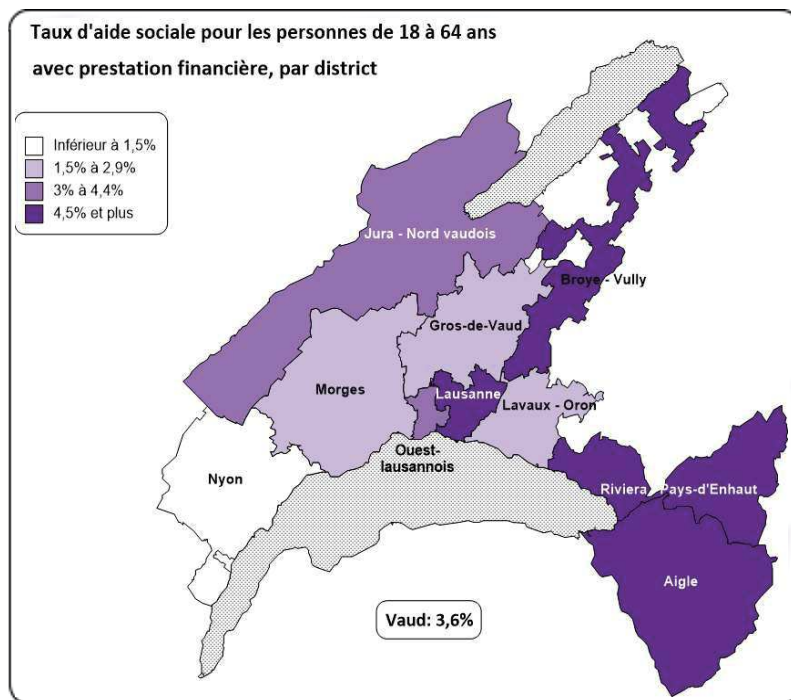 Taux d'aide sociale pour les personnes de 18 à 64 ans
avec prestation financière, par district
Inférieur à 1,5%
1,5% à 2,9%
3% à 4,4%
4,5% et plus
Jura - Nord vaudois
Broye - Vully
Gros-de-Vaud
Morges
Lausanne
Lavaux - Oron
Ouest-
lausannois
Nyon
Riviera - Pays-d'Enhaut
Aigle
Vaud: 3,6%